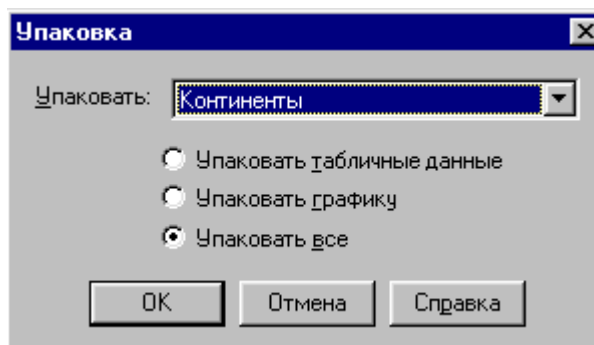 Упаковка
Упаковать: Континенты
Упаковать табличные данные
Упаковать графику
Упаковать все
OK Отмена Справка